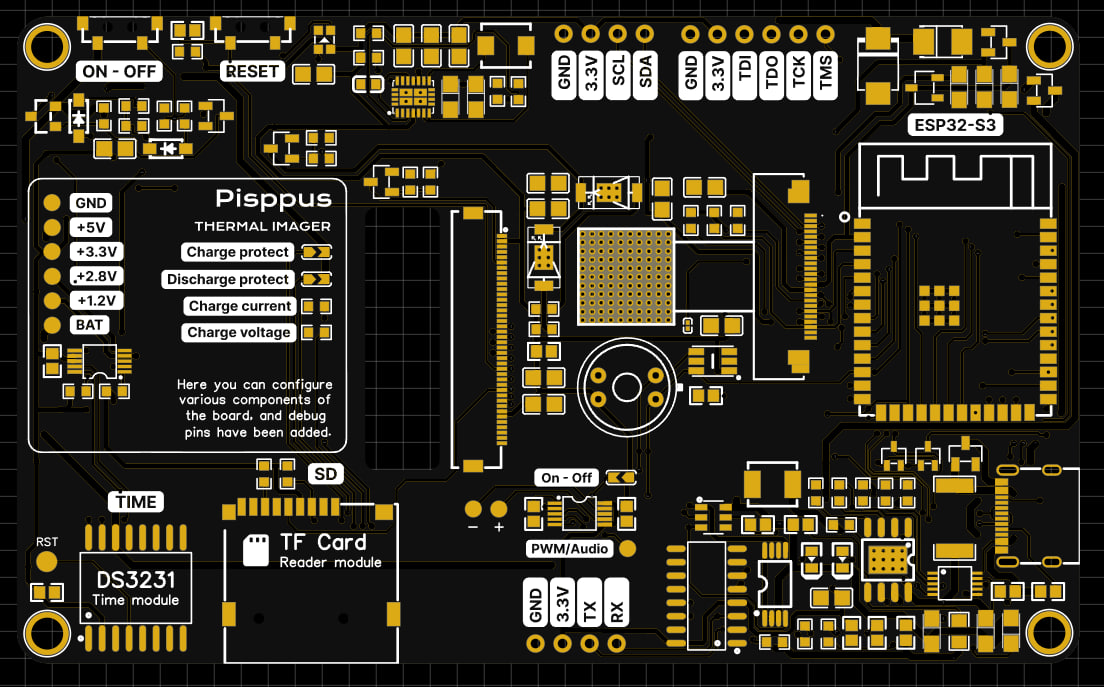 ON - OFF
RESET
GND
3.3V
SCL
SDA
GND
3.3V
TDI
TDO
TCK
TMS
ESP32-S3
GND
+5V
+3.3V
+2.8V
+1.2V
BAT
Pisppus
THERMAL IMAGER
Charge protect
Discharge protect
Charge current
Charge voltage
Here you can configure
various components of
the board, and debug
pins have been added.
SD
TIME
RST
DS3231
Time module
TF Card
Reader module
On - Off
- +
PWM/Audio
GND
3.3V
TX
RX